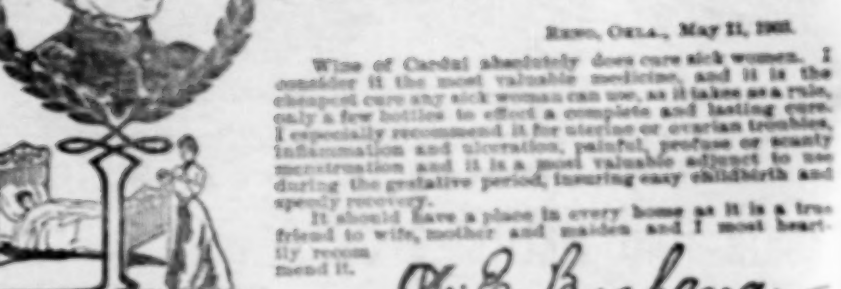 RENO, OKLA., May 21, 1903.
Wine of Cardui absolutely does cure sick women. I
consider it the most valuable medicine, and it is the
cheapest cure any sick woman can use, as it takes as a rule,
only a few bottles to effect a complete and lasting cure.
I especially recommend it for uterine or ovarian troubles,
inflammation and ulceration, painful, profuse or scanty
menstruation and it is a most valuable adjunct to use
during the gestative period, insuring easy childbirth and
speedy recovery.
It should have a place in every home as it is a true
friend to wife, mother and maiden and I most heart-
ily recom
mend it.